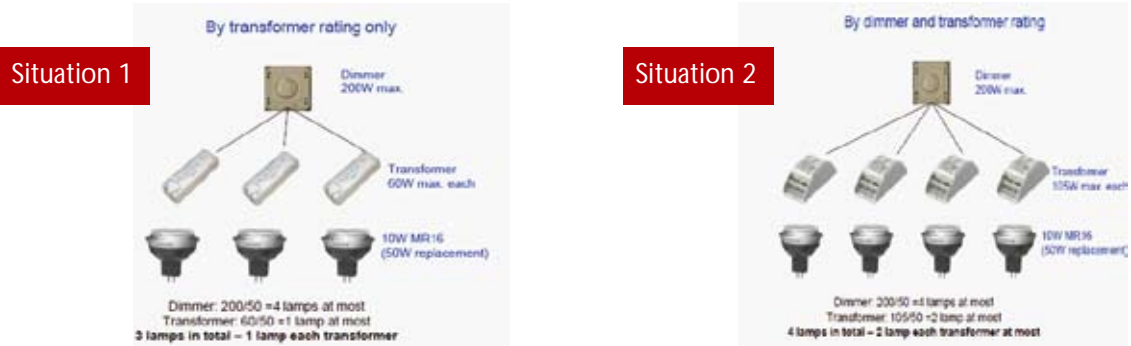 Situation 1
By transformer rating only
Dimmer
200W max.
Transformer
60W max. each
10W MR16
(50W replacement)
Dimmer: 200/50 =4 lamps at most
Transformer: 60/50 =1 lamp at most
3 lamps in total – 1 lamp each transformer
Situation 2
By dimmer and transformer rating
Dimmer
200W max.
Transformer
105W max each
10W MR16
(50W replacement)
Dimmer: 200/50 =4 lamps at most
Transformer: 105/50 =2 lamp at most
4 lamps in total – 2 lamp each transformer at most